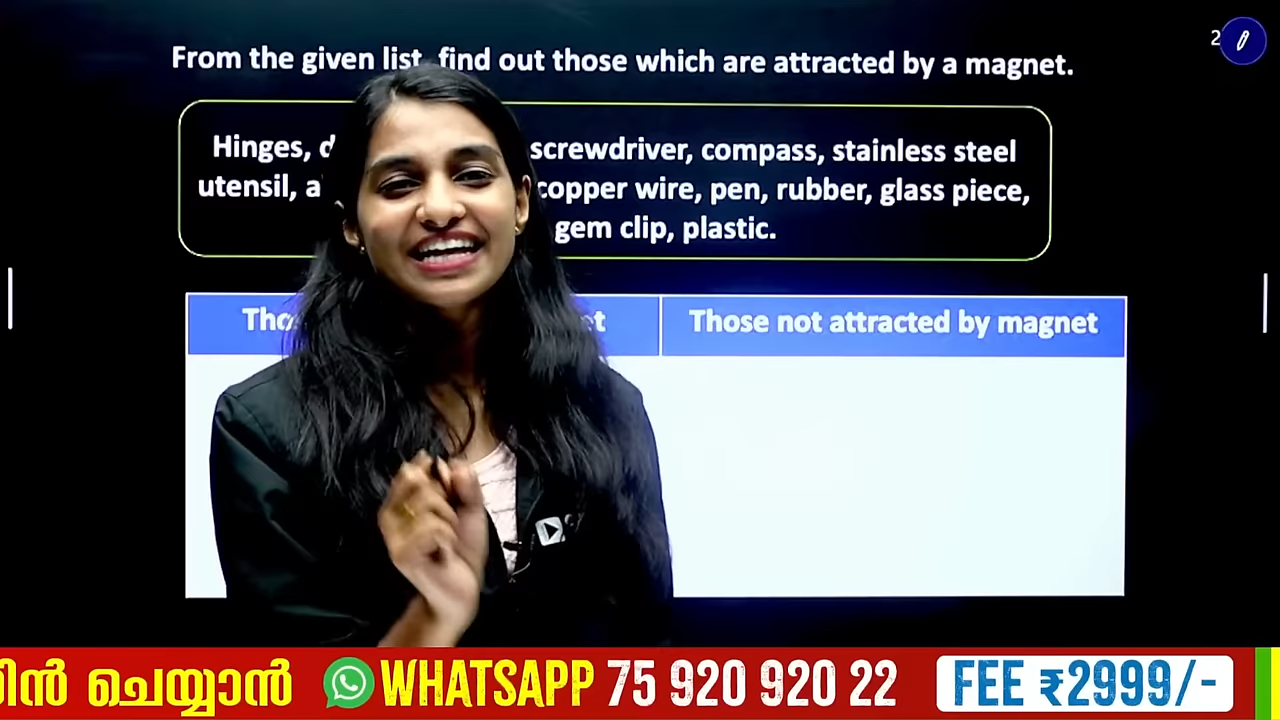 From the given list, find out those which are attracted by a magnet.
2
Hinges, screwdriver, compass, stainless steel
utensil, copper wire, pen, rubber, glass piece,
gem clip, plastic.
Those not attracted by magnet
ചെയ്യാൻ WHATSAPP 75 920 920 22 FEE ₹2999/-